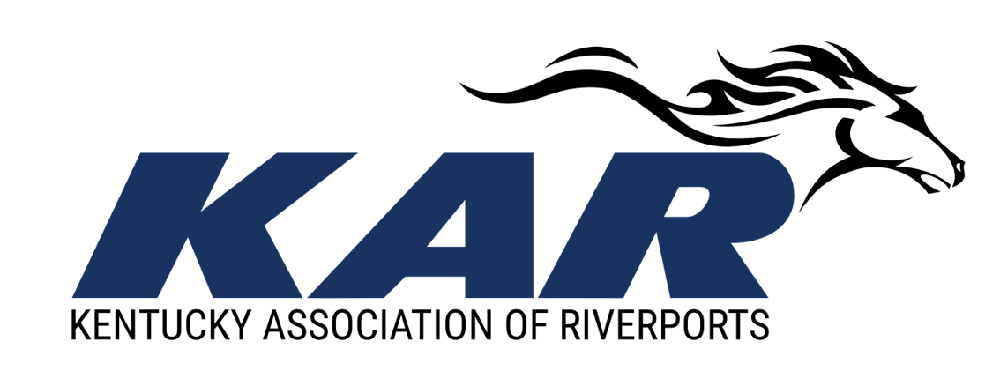 KAR
KENTUCKY ASSOCIATION OF RIVERPORTS